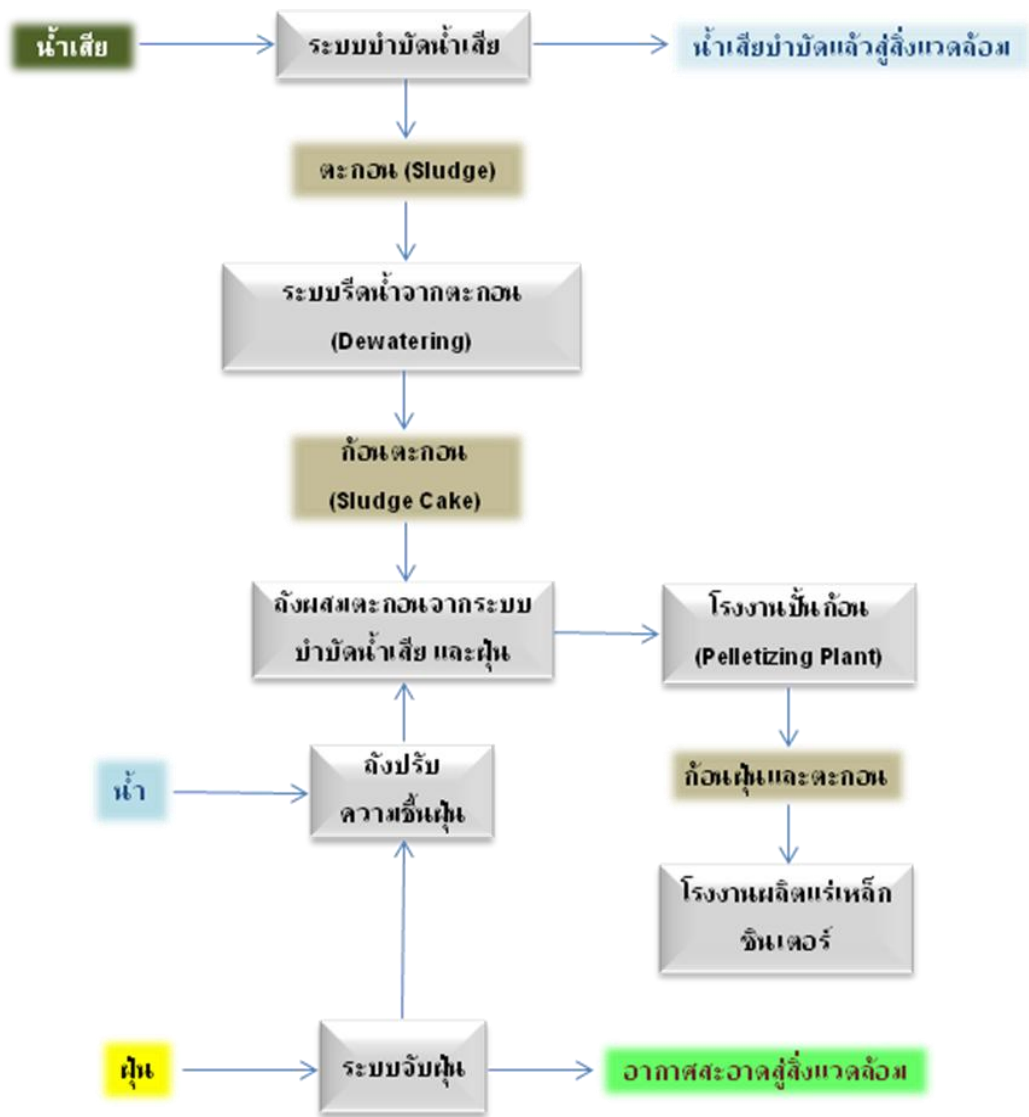 น้ำเสีย
ระบบบำบัดน้ำเสีย
น้ำเสียบำบัดแล้วสู่สิ่งแวดล้อม
ตะกอน (Sludge)
ระบบรีดน้ำจากตะกอน
(Dewatering)
ก้อนตะกอน
(Sludge Cake)
ถังผสมตะกอนจากระบบ
บำบัดน้ำเสีย และฝุ่น
โรงงานปั้นก้อน
(Pelletizing Plant)
ถังปรับ
ความชื้นฝุ่น
น้ำ
ก้อนฝุ่นและตะกอน
โรงงานผลิตแร่เหล็ก
ซินเตอร์
ฝุ่น
ระบบจับฝุ่น
อากาศสะอาดสู่สิ่งแวดล้อม